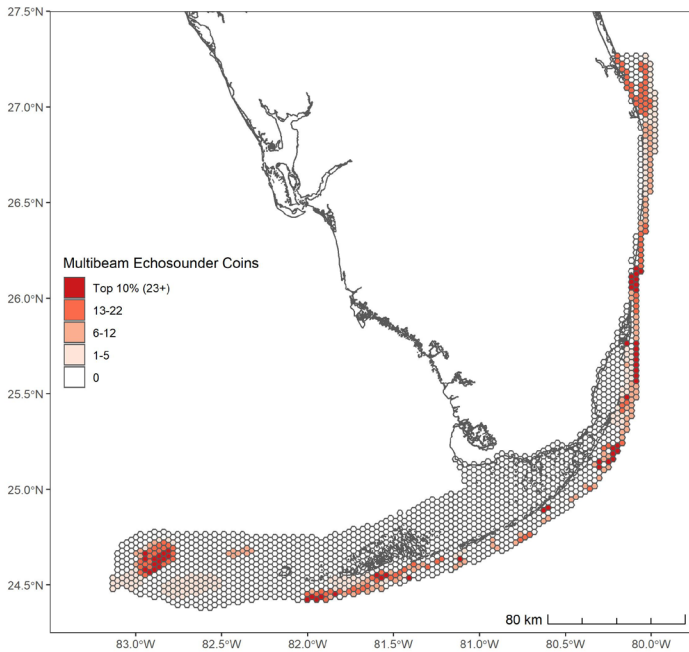 27.5°N
27.0°N
26.5°N
26.0°N
25.5°N
25.0°N
24.5°N
Multibeam Echosounder Coins
Top 10% (23+)
13-22
6-12
1-5
0
80 km
83.0°W 82.5°W 82.0°W 81.5°W 81.0°W 80.5°W 80.0°W